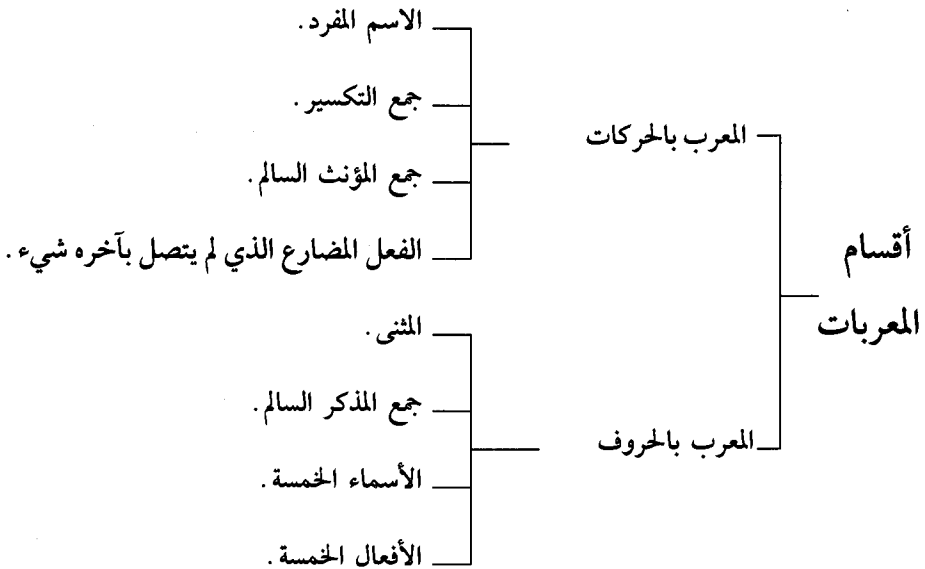 أقسام
المعربات
المعرب بالحركات
الاسم المفرد.
جمع التكسير.
جمع المؤنث السالم.
الفعل المضارع الذي لم يتصل بآخره شيء.
المعرب بالحروف
المثنى.
جمع المذكر السالم.
الأسماء الخمسة.
الأفعال الخمسة.